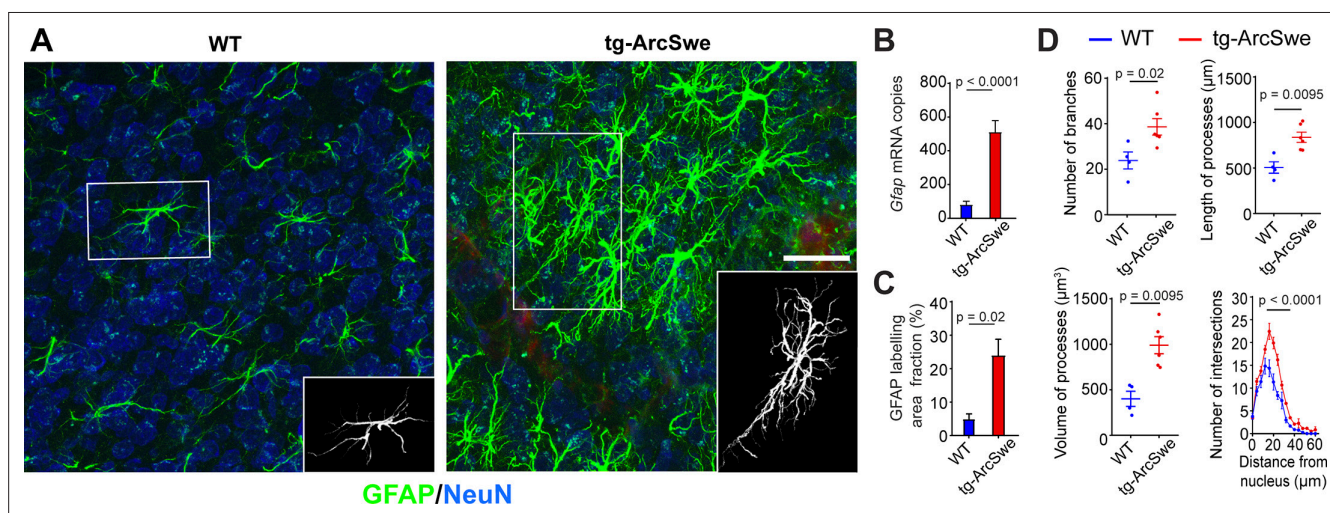 A
WT
tg-ArcSwe
GFAP/NeuN
B
Gfap mRNA copies
800
600
400
200
0
p < 0.0001
WT
tg-ArcSwe
C
GFAP labelling
area fraction (%)
40
30
20
10
0
p = 0.02
WT
tg-ArcSwe
D
WT
tg-ArcSwe
Number of branches
60
40
20
0
p = 0.02
WT
tg-ArcSwe
Length of processes (µm)
1500
1000
500
0
p = 0.0095
WT
tg-ArcSwe
Volume of processes (µm³)
1500
1000
500
0
p = 0.0095
WT
tg-ArcSwe
Number of intersections
30
25
20
15
10
5
0
p < 0.0001
0 20 40 60
Distance from
nucleus (µm)